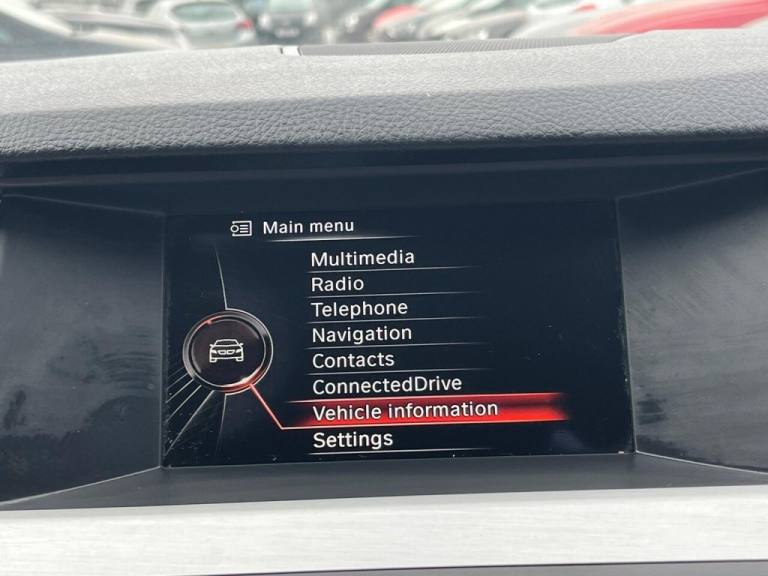 Main menu
Multimedia
Radio
Telephone
Navigation
Contacts
ConnectedDrive
Vehicle information
Settings